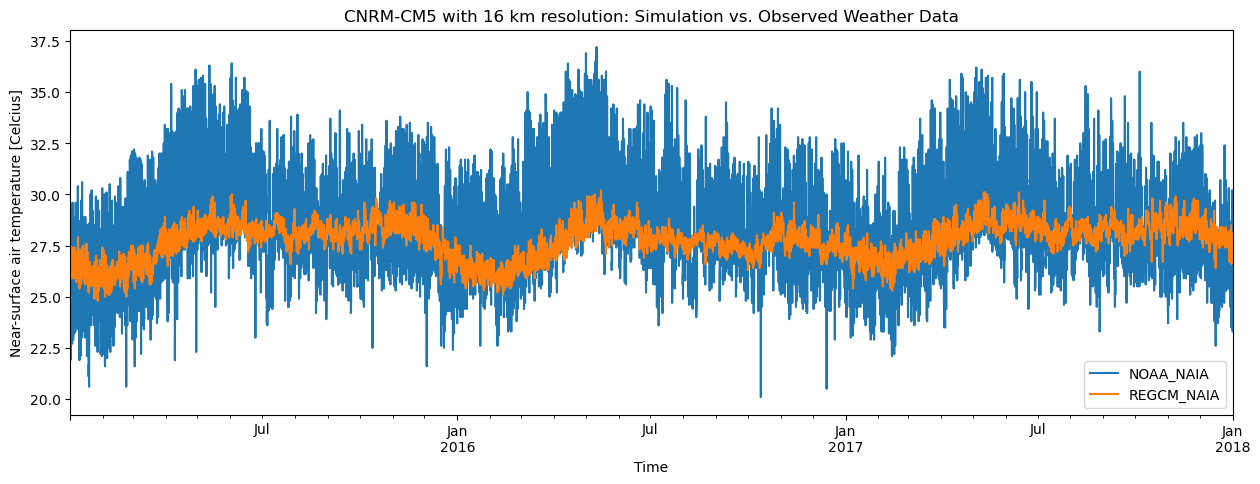 CNRM-CM5 with 16 km resolution: Simulation vs. Observed Weather Data
Near-surface air temperature [Celcius]
37.5
35.0
32.5
30.0
27.5
25.0
22.5
20.0
NOAA_NAIA
REGCM_NAIA
Jul Jan Jul Jan Jul Jan
2016 2017 2018
Time